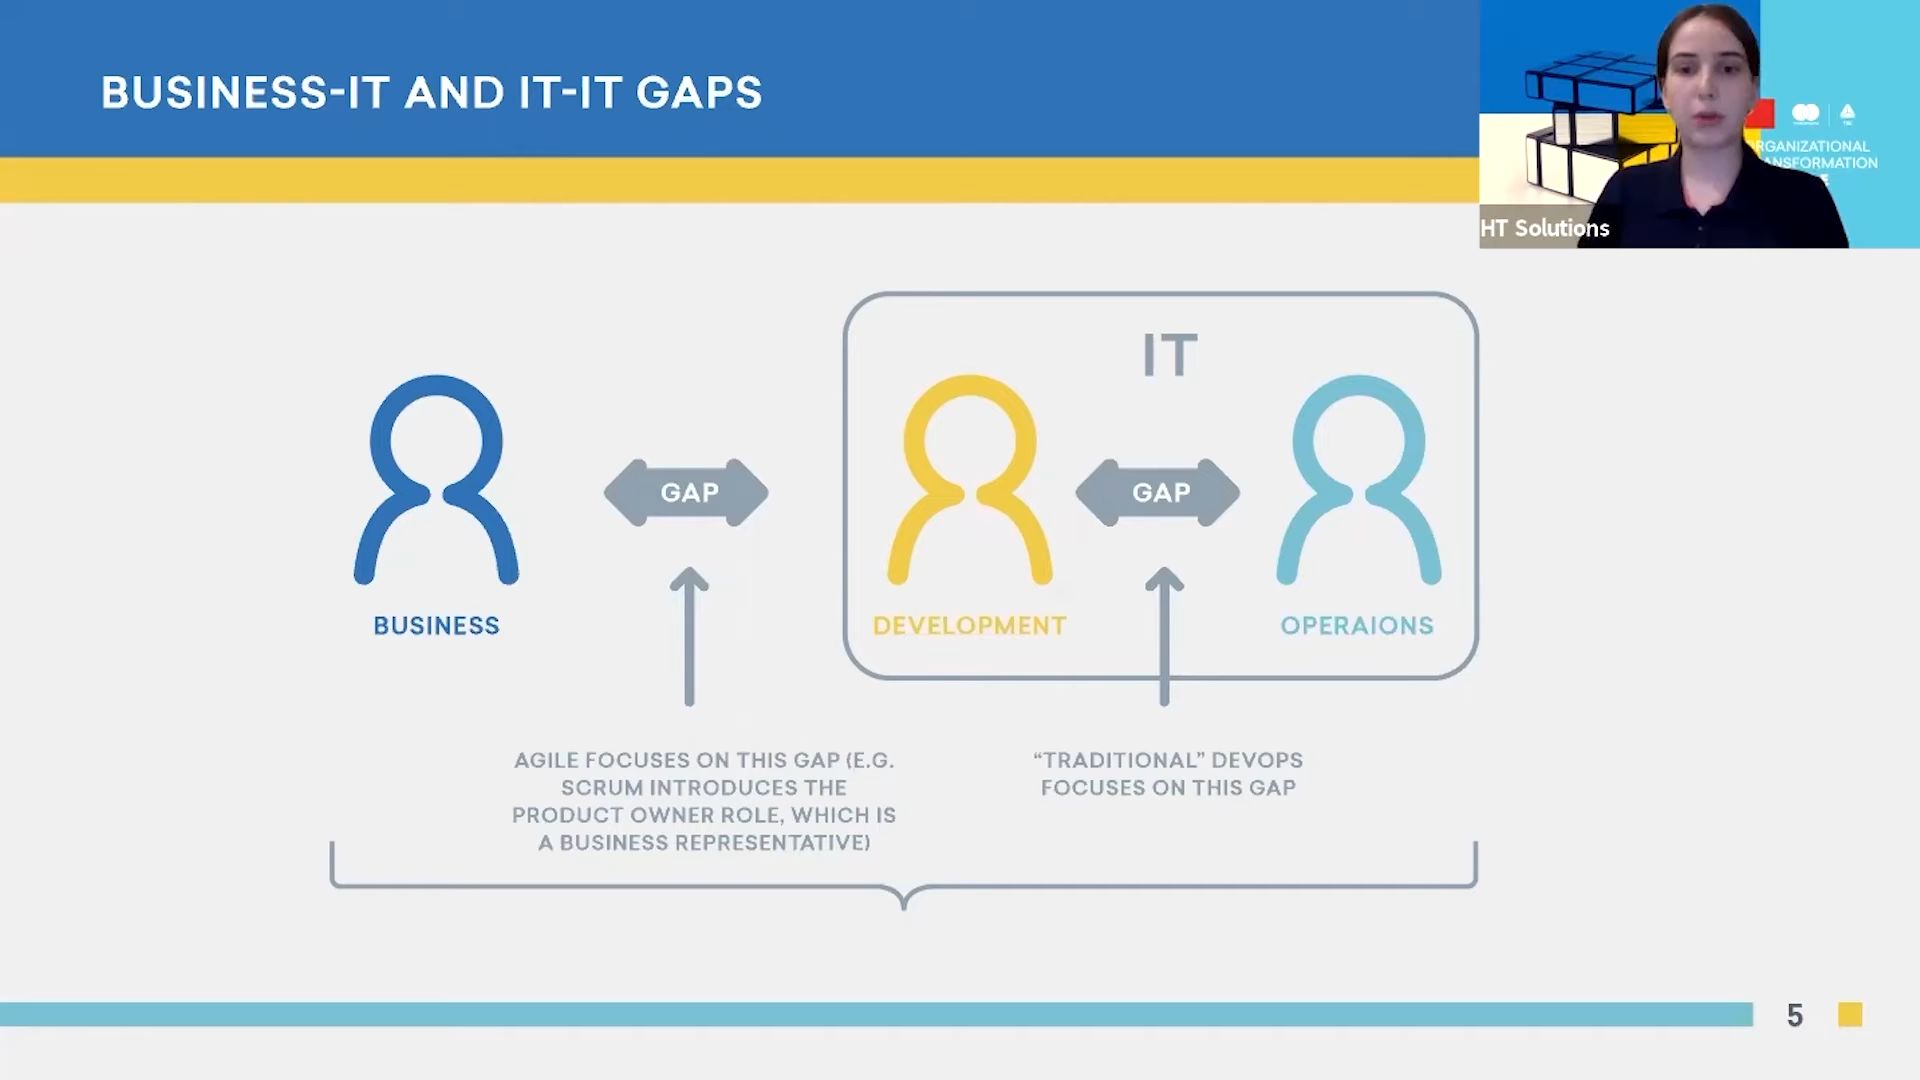 BUSINESS-IT AND IT-IT GAPS
RGANIZATIONAL
ANSFORMATION
HT Solutions
IT
GAP
GAP
BUSINESS
DEVELOPMENT
OPERAIONS
AGILE FOCUSES ON THIS GAP (E.G.
SCRUM INTRODUCES THE
PRODUCT OWNER ROLE, WHICH IS
A BUSINESS REPRESENTATIVE)
“TRADITIONAL” DEVOPS
FOCUSES ON THIS GAP
5